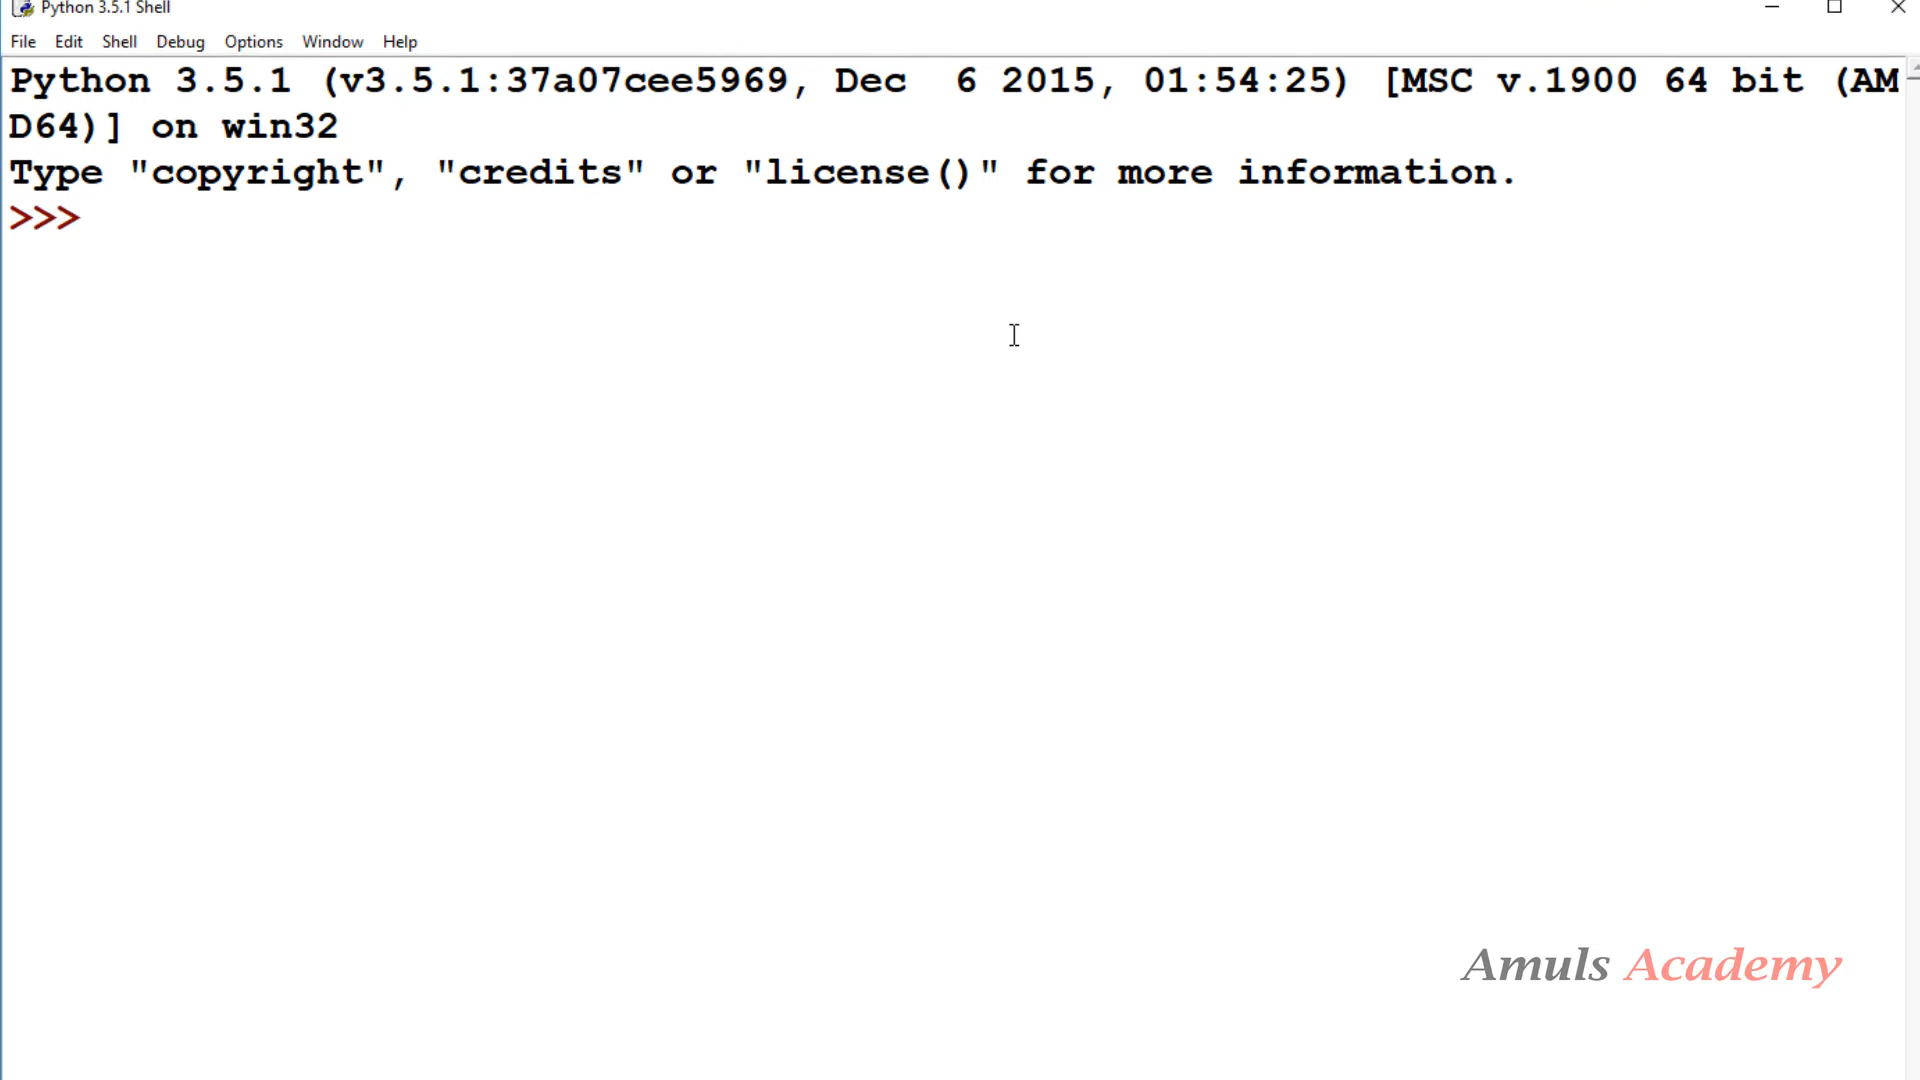 Python 3.5.1 Shell
File Edit Shell Debug Options Window Help
Python 3.5.1 (v3.5.1:37a07cee5969, Dec  6 2015, 01:54:25) [MSC v.1900 64 bit (AM
D64)] on win32
Type "copyright", "credits" or "license()" for more information.
>>>
Amuls Academy